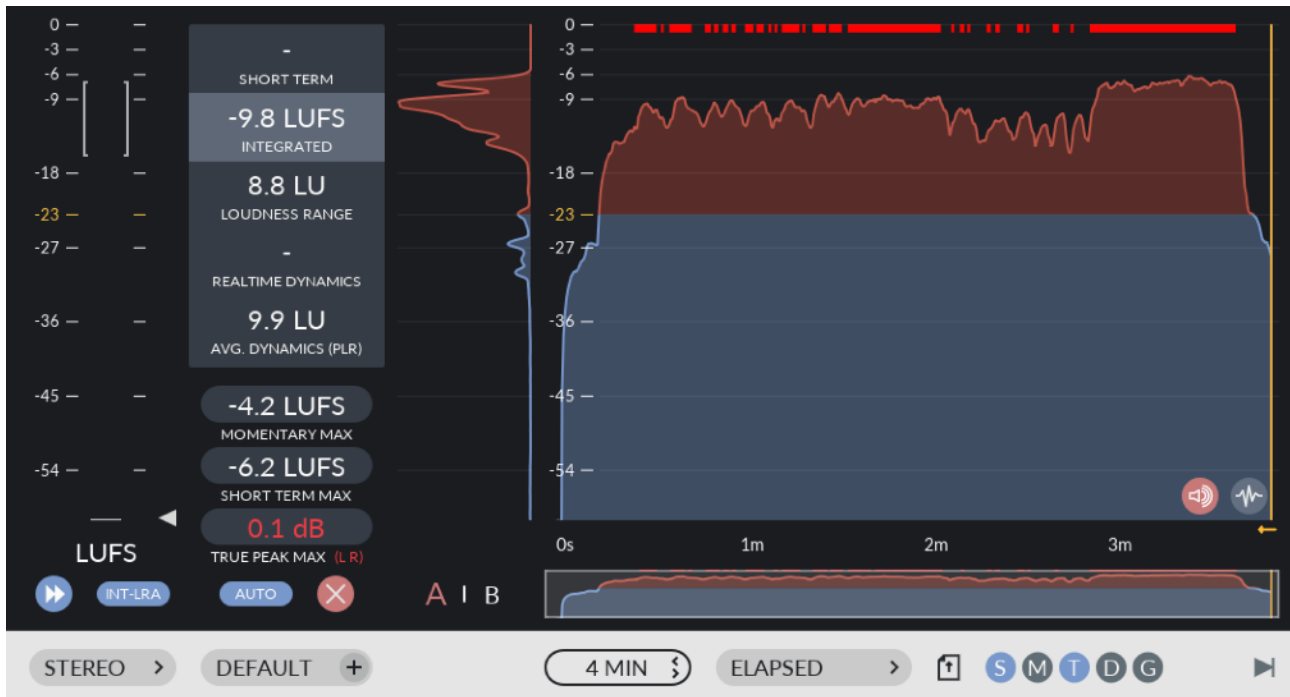 0
-3
-6
-9
-18
-23
-27
-36
-45
-54
LUFS
INT-LRA
-
SHORT TERM
-9.8 LUFS
INTEGRATED
8.8 LU
LOUDNESS RANGE
-
REALTIME DYNAMICS
9.9 LU
AVG. DYNAMICS (PLR)
-4.2 LUFS
MOMENTARY MAX
-6.2 LUFS
SHORT TERM MAX
0.1 dB
TRUE PEAK MAX (L R)
AUTO
0
-3
-6
-9
-18
-23
-27
-36
-45
-54
0s 1m 2m 3m
A I B
STEREO DEFAULT + 4 MIN ELAPSED S M T D G